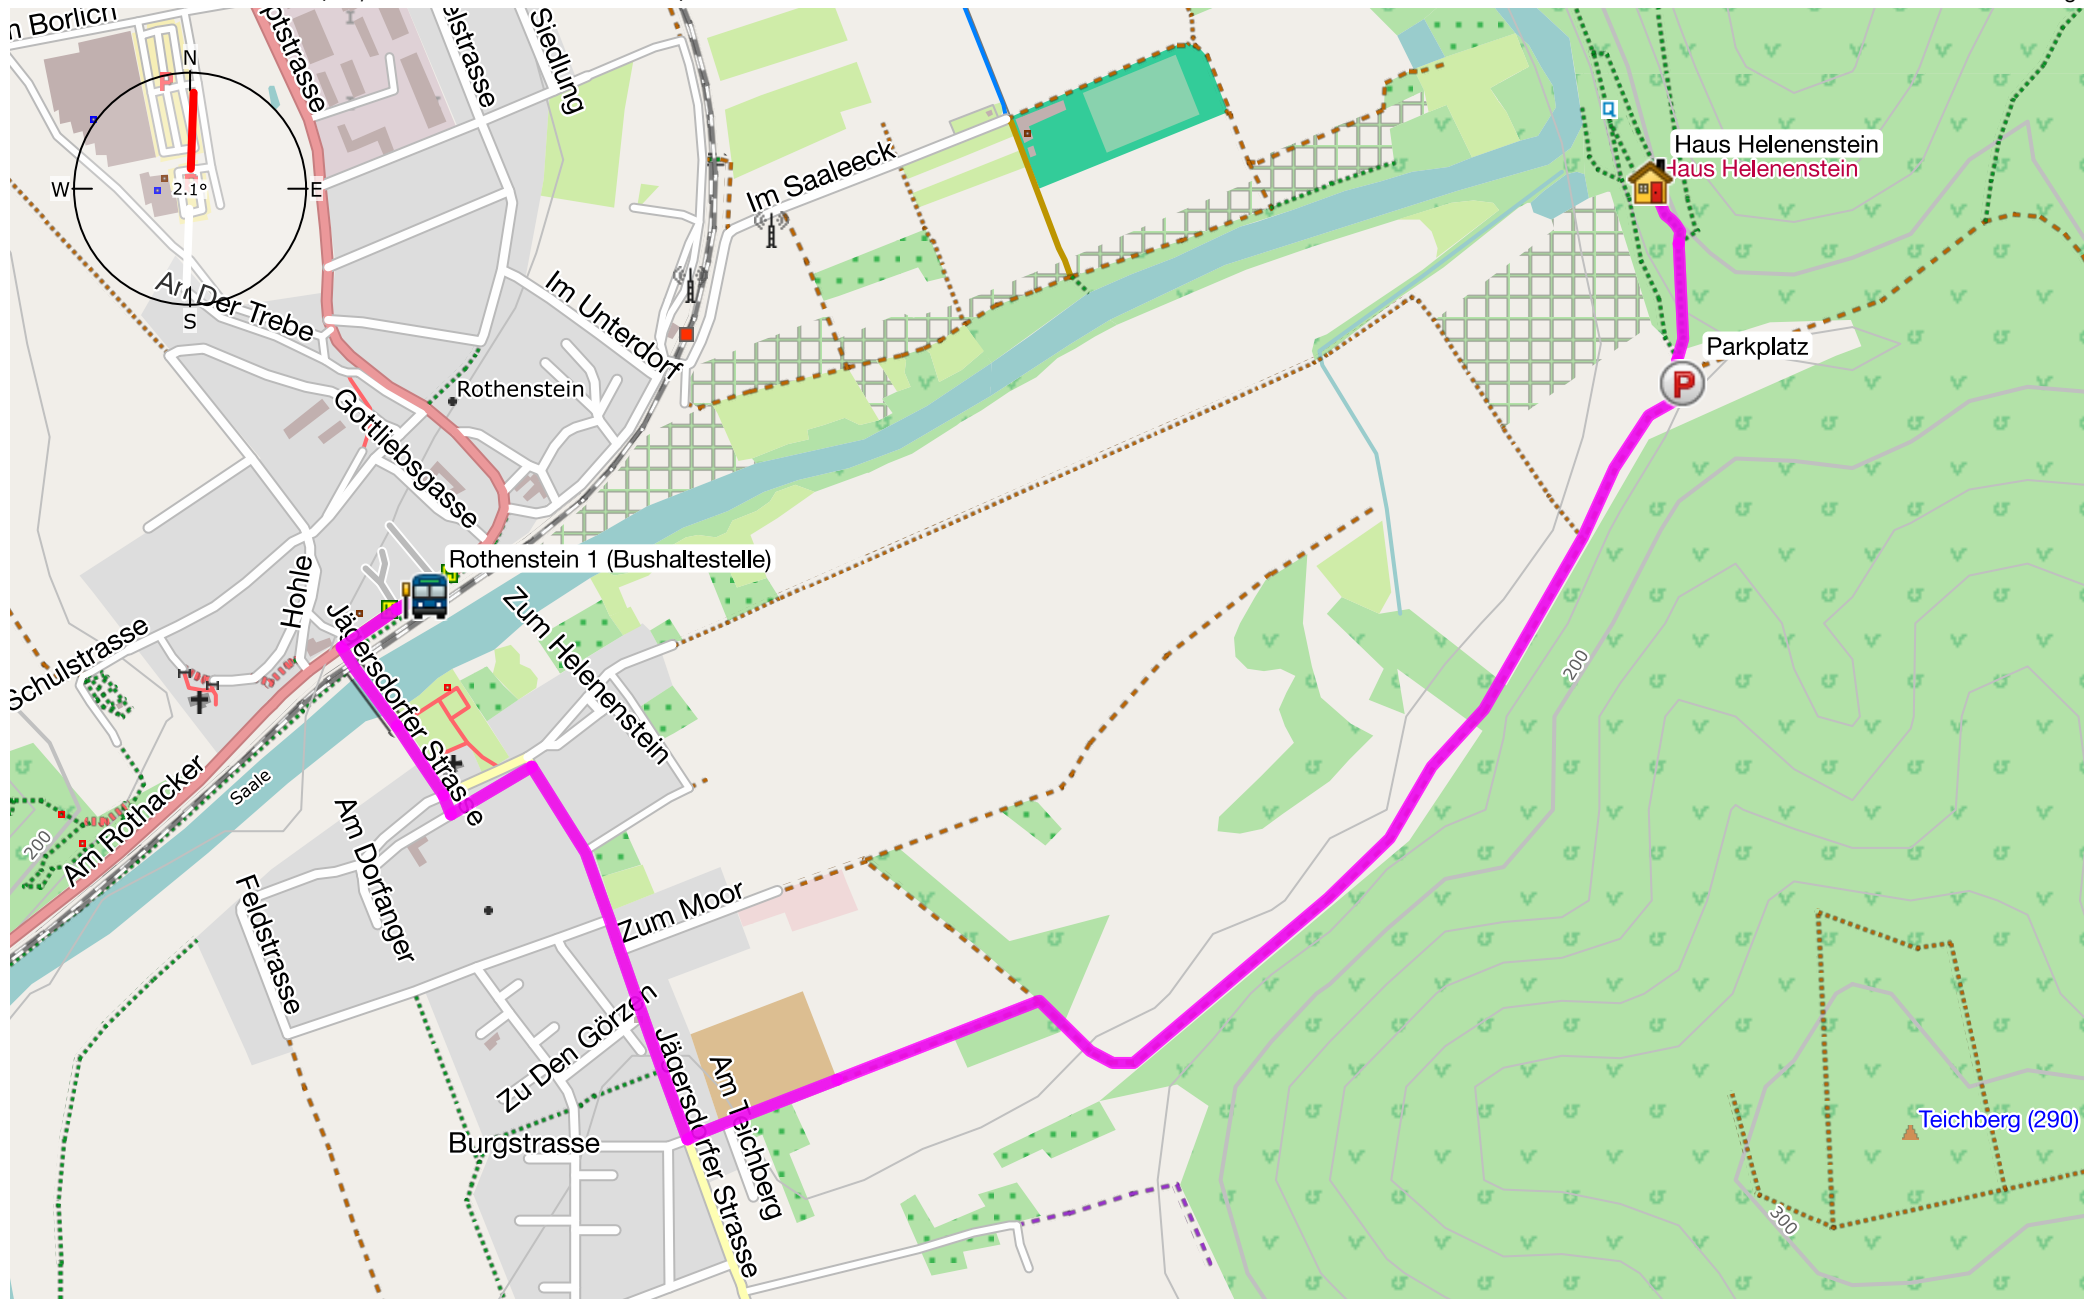 n Borlich
ptstrasse
elstrasse
Siedlung
N
P
W
2.1°
E
S
Im Saaleeck
Haus Helenenstein
Haus Helenenstein
Am Der Trebe
Im Unterdorf
Parkplatz
P
Rothenstein
Gottliebsgasse
Rothenstein 1 (Bushaltestelle)
H
H
Hohle
Jägersdorfer Strasse
Zum Helenenstein
Schulstrasse
200
Saale
Am Rothacker
200
Am Dorfanger
Feldstrasse
Zum Moor
Zu Den Görzen
Jägersdorfer Strasse
Am Teichberg
Burgstrasse
Teichberg (290)
300